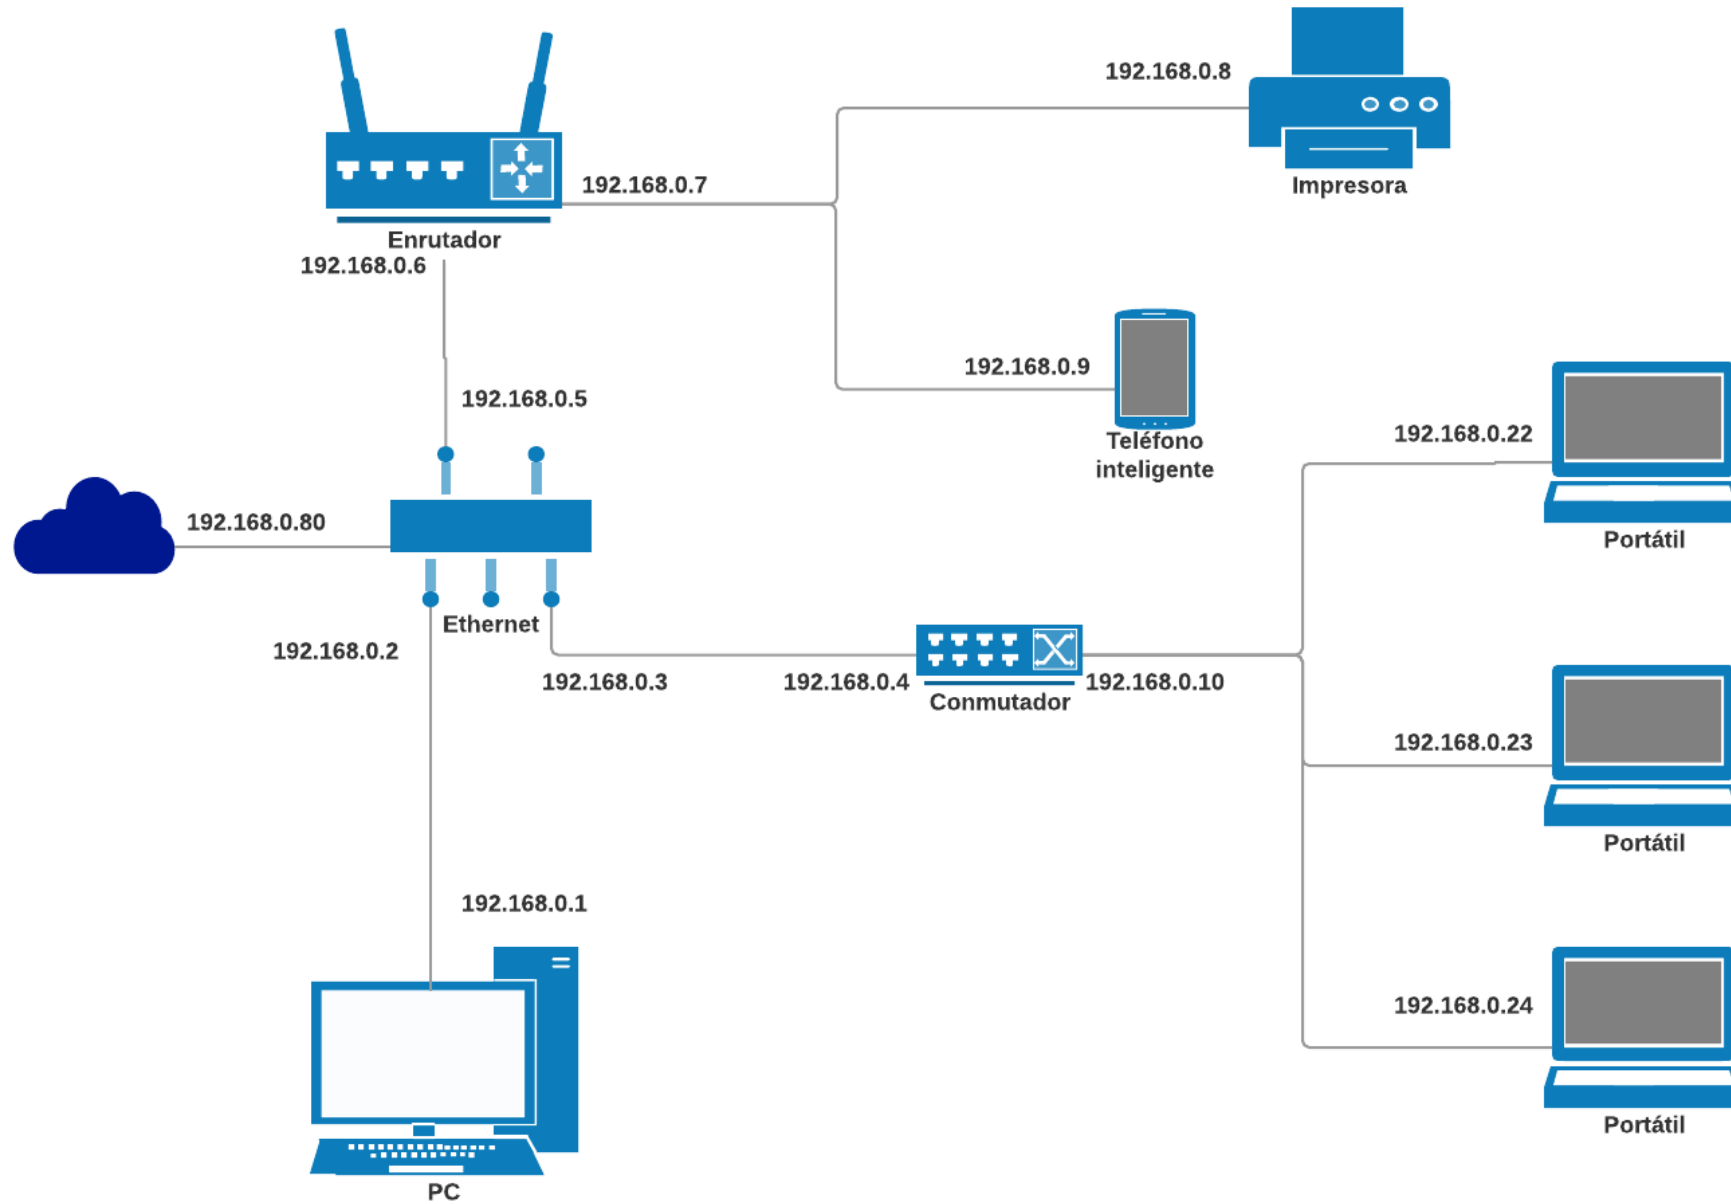 192.168.0.8
Impresora
192.168.0.7
Enrutador
192.168.0.6
192.168.0.9
Teléfono
inteligente
192.168.0.5
192.168.0.22
Portátil
192.168.0.80
Ethernet
192.168.0.2
192.168.0.3
192.168.0.4
192.168.0.10
Conmutador
192.168.0.23
Portátil
192.168.0.1
PC
192.168.0.24
Portátil